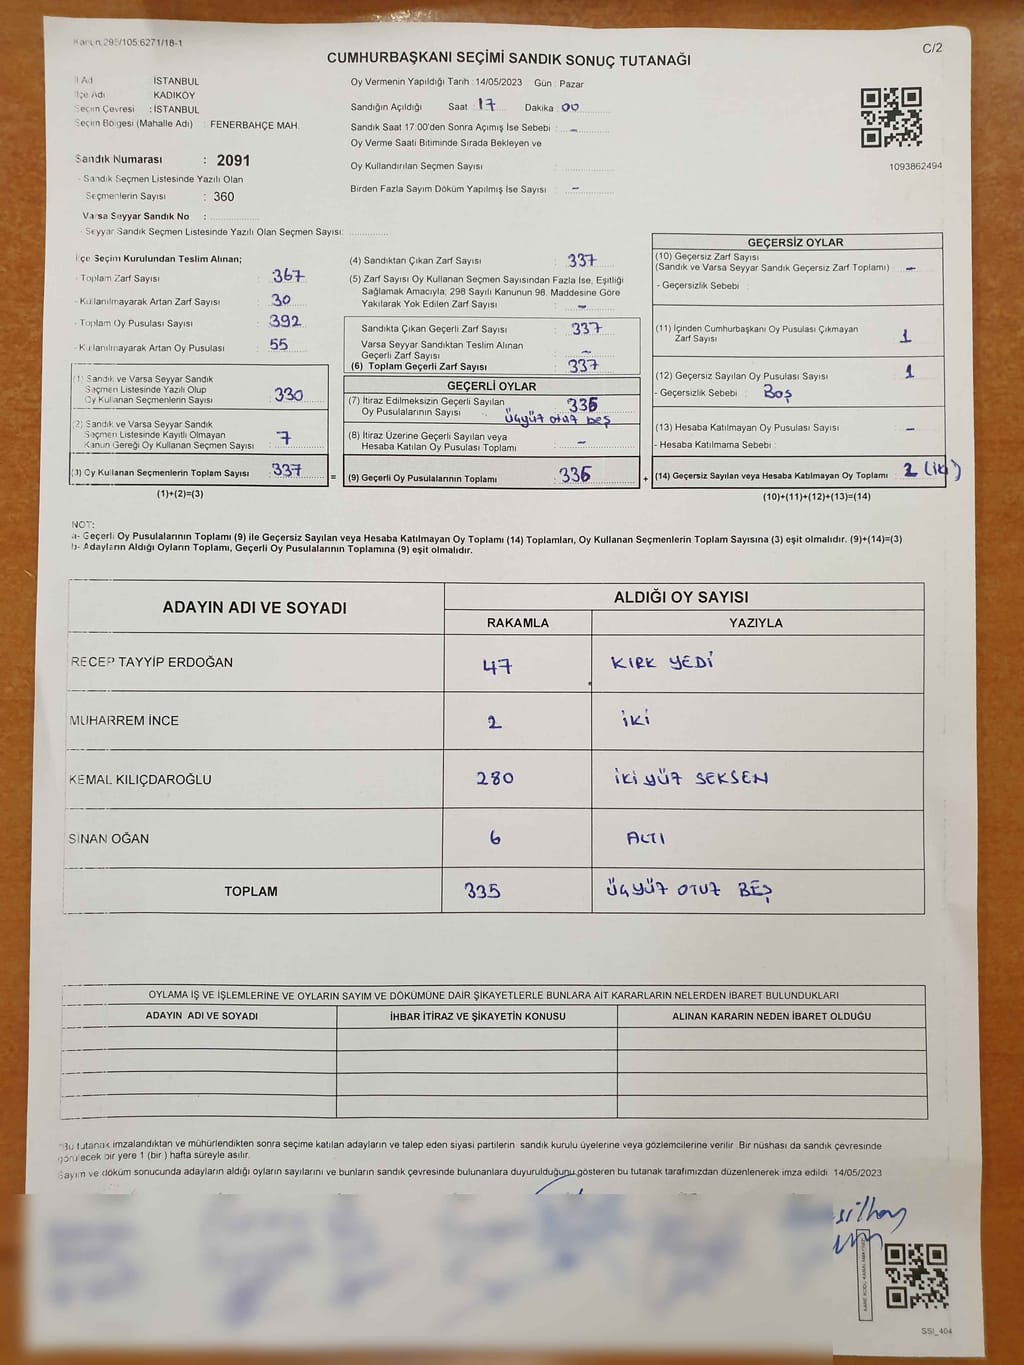 Kanun 298/105;6271/18-1
C/2
CUMHURBAŞKANI SEÇİMİ SANDIK SONUÇ TUTANAĞI
İl Adı İSTANBUL
İlçe Adı KADIKÖY
Seçim Çevresi : İSTANBUL
Seçim Bölgesi (Mahalle Adı) : FENERBAHÇE MAH.
Sandık Numarası : 2091
- Sandık Seçmen Listesinde Yazılı Olan
Seçmenlerin Sayısı : 360
Varsa Seyyar Sandık No :
- Seyyar Sandık Seçmen Listesinde Yazılı Olan Seçmen Sayısı:
Oy Vermenin Yapıldığı Tarih : 14/05/2023 Gün : Pazar
Sandığın Açıldığı Saat : 17 Dakika : 00
Sandık Saat 17:00'den Sonra Açımış İse Sebebi : -
Oy Verme Saati Bitiminde Sırada Bekleyen ve
Oy Kullandırılan Seçmen Sayısı :
Birden Fazla Sayım Döküm Yapılmış İse Sayısı : -
1093862494
İlçe Seçim Kurulundan Teslim Alınan;
- Toplam Zarf Sayısı : 367
- Kullanılmayarak Artan Zarf Sayısı : 30
- Toplam Oy Pusulası Sayısı : 392
- Kullanılmayarak Artan Oy Pusulası : 55
(1) Sandık ve Varsa Seyyar Sandık
Seçmen Listesinde Yazılı Olup
Oy Kullanan Seçmenlerin Sayısı : 330
(2) Sandık ve Varsa Seyyar Sandık
Seçmen Listesinde Kayıtlı Olmayan
Kanun Gereği Oy Kullanan Seçmen Sayısı : 7
(3) Oy Kullanan Seçmenlerin Toplam Sayısı : 337
(1)+(2)=(3)
=
(4) Sandıktan Çıkan Zarf Sayısı : 337
(5) Zarf Sayısı Oy Kullanan Seçmen Sayısından Fazla İse, Eşitliği
Sağlamak Amacıyla; 298 Sayılı Kanunun 98. Maddesine Göre
Yakılarak Yok Edilen Zarf Sayısı : -
Sandıkta Çıkan Geçerli Zarf Sayısı : 337
Varsa Seyyar Sandıktan Teslim Alınan
Geçerli Zarf Sayısı : -
(6) Toplam Geçerli Zarf Sayısı : 337
GEÇERLİ OYLAR
(7) İtiraz Edilmeksizin Geçerli Sayılan
Oy Pusulalarının Sayısı : 335
üçyüz otuz beş
(8) İtiraz Üzerine Geçerli Sayılan veya
Hesaba Katılan Oy Pusulası Toplamı : -
(9) Geçerli Oy Pusulalarının Toplamı : 335
+
GEÇERSİZ OYLAR
(10) Geçersiz Zarf Sayısı
(Sandık ve Varsa Seyyar Sandık Geçersiz Zarf Toplamı) : -
- Geçersizlik Sebebi :
(11) İçinden Cumhurbaşkanı Oy Pusulası Çıkmayan
Zarf Sayısı : 1
(12) Geçersiz Sayılan Oy Pusulası Sayısı : 1
- Geçersizlik Sebebi : Boş
(13) Hesaba Katılmayan Oy Pusulası Sayısı : -
- Hesaba Katılmama Sebebi :
(14) Geçersiz Sayılan veya Hesaba Katılmayan Oy Toplamı : 2 (iki)
(10)+(11)+(12)+(13)=(14)
NOT:
a- Geçerli Oy Pusulalarının Toplamı (9) ile Geçersiz Sayılan veya Hesaba Katılmayan Oy Toplamı (14) Toplamları, Oy Kullanan Seçmenlerin Toplam Sayısına (3) eşit olmalıdır. (9)+(14)=(3)
b- Adayların Aldığı Oyların Toplamı, Geçerli Oy Pusulalarının Toplamına (9) eşit olmalıdır.
ADAYIN ADI VE SOYADI ALDIĞI OY SAYISI
RAKAMLA YAZIYLA
RECEP TAYYİP ERDOĞAN 47 KIRK YEDİ
MUHARREM İNCE 2 İKİ
KEMAL KILIÇDAROĞLU 280 İKİ YÜZ SEKSEN
SİNAN OĞAN 6 ALTI
TOPLAM 335 ÜÇYÜZ OTUZ BEŞ
OYLAMA İŞ VE İŞLEMLERİNE VE OYLARIN SAYIM VE DÖKÜMÜNE DAİR ŞİKAYETLERLE BUNLARA AİT KARARLARIN NELERDEN İBARET BULUNDUKLARI
ADAYIN ADI VE SOYADI İHBAR İTİRAZ VE ŞİKAYETİN KONUSU ALINAN KARARIN NEDEN İBARET OLDUĞU
*Bu tutanak imzalandıktan ve mühürlendikten sonra seçime katılan adayların ve talep eden siyasi partilerin sandık kurulu üyelerine veya gözlemcilerine verilir. Bir nüshası da sandık çevresinde
görülecek bir yere 1 (bir ) hafta süreyle asılır.
Sayım ve döküm sonucunda adayların aldığı oyların sayılarını ve bunların sandık çevresinde bulunanlara duyurulduğunu gösteren bu tutanak tarafımızdan düzenlenerek imza edildi. 14/05/2023
SSİ_404